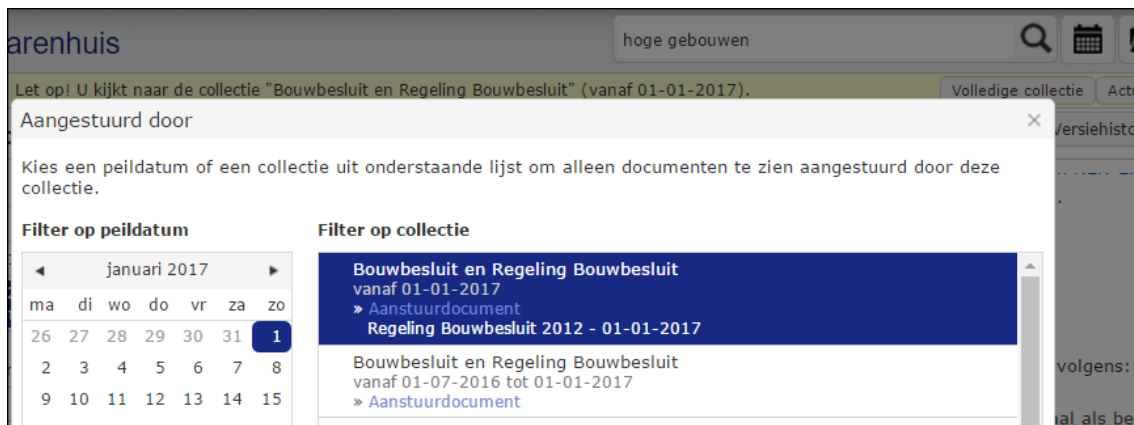 arenhuis
hoge gebouwen
Let op! U kijkt naar de collectie "Bouwbesluit en Regeling Bouwbesluit" (vanaf 01-01-2017).
Volledige collectie
Aangestuurd door
Kies een peildatum of een collectie uit onderstaande lijst om alleen documenten te zien aangestuurd door deze
collectie.
Filter op peildatum
januari 2017
ma di wo do vr za zo
26 27 28 29 30 31 1
2 3 4 5 6 7 8
9 10 11 12 13 14 15
Filter op collectie
Bouwbesluit en Regeling Bouwbesluit
vanaf 01-01-2017
» Aanstuurdocument
Regeling Bouwbesluit 2012 - 01-01-2017
Bouwbesluit en Regeling Bouwbesluit
vanaf 01-07-2016 tot 01-01-2017
» Aanstuurdocument
volgens: